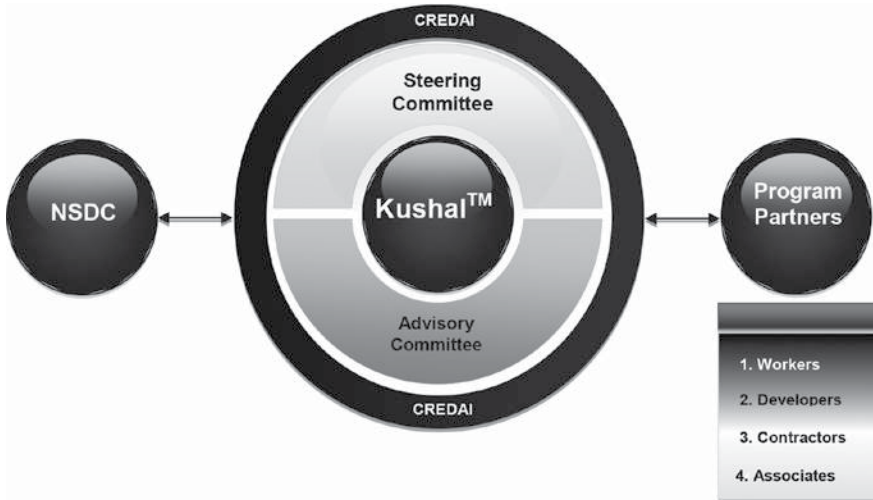 CREDAI
Steering
Committee
NSDC
Kushal™
Program
Partners
Advisory
Committee
CREDAI
1. Workers
2. Developers
3. Contractors
4. Associates